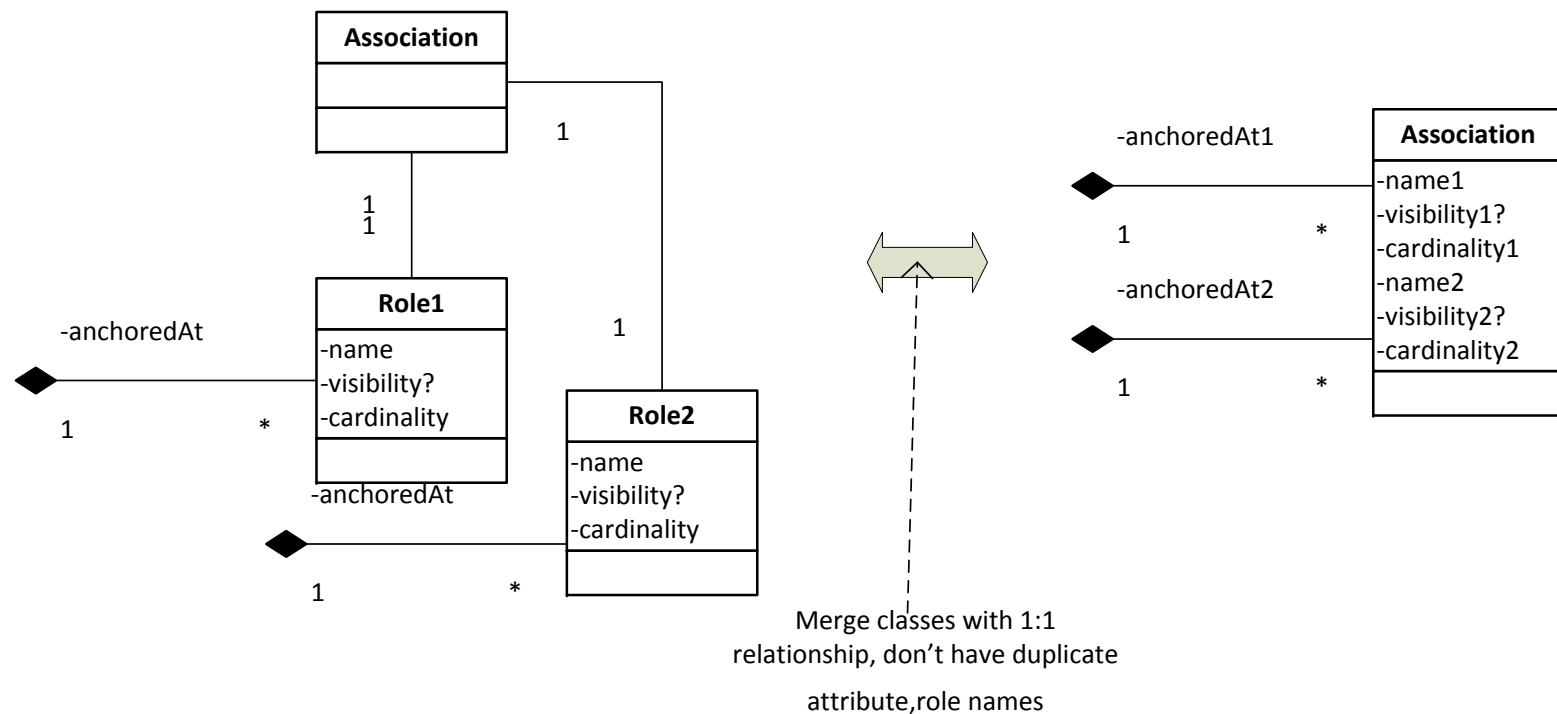 Association
1
1
1
Role1
-anchoredAt
-name
-visibility?
-cardinality
1
*
1
Role2
-name
-visibility?
-cardinality
-anchoredAt
1
*
-anchoredAt1
1
*
-anchoredAt2
1
*
Association
-name1
-visibility1?
-cardinality1
-name2
-visibility2?
-cardinality2
Merge classes with 1:1
relationship, don’t have duplicate
attribute,role names